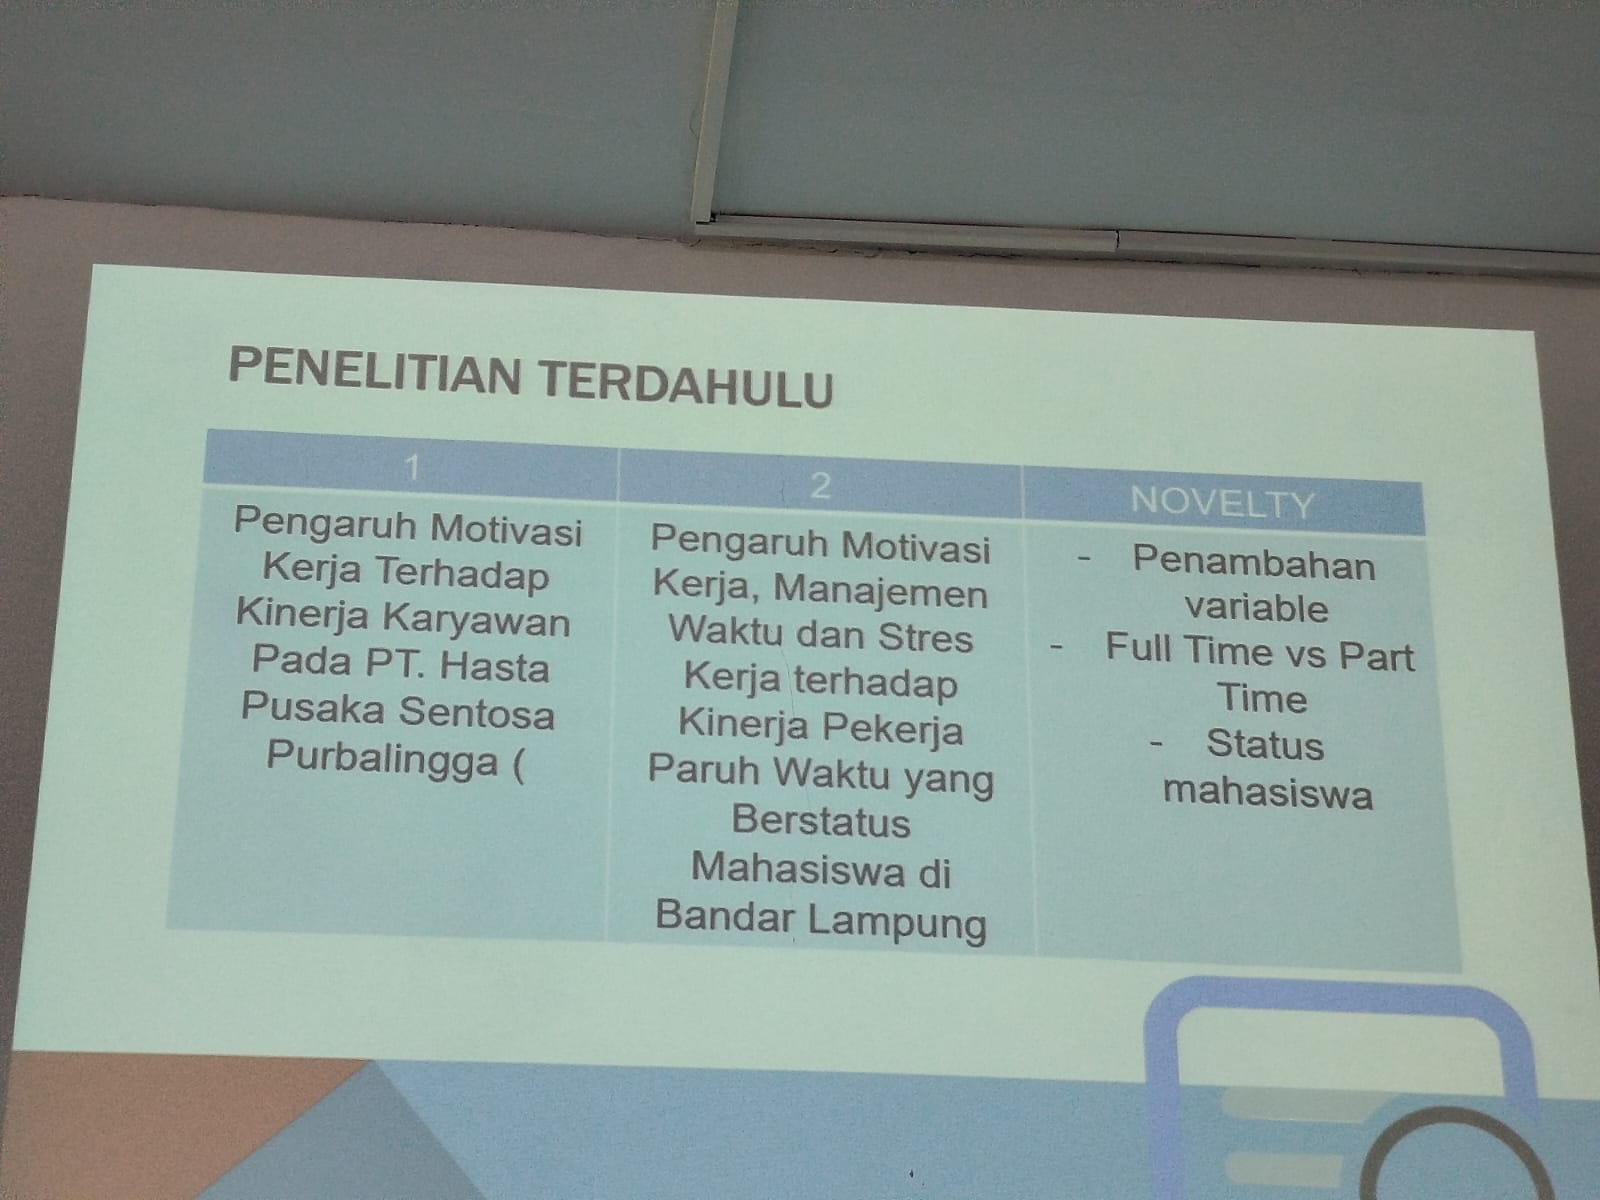 PENELITIAN TERDAHULU
1
Pengaruh Motivasi
Kerja Terhadap
Kinerja Karyawan
Pada PT. Hasta
Pusaka Sentosa
Purbalingga (
2
Pengaruh Motivasi
Kerja, Manajemen
Waktu dan Stres
Kerja terhadap
Kinerja Pekerja
Paruh Waktu yang
Berstatus
Mahasiswa di
Bandar Lampung
NOVELTY
- Penambahan
variable
- Full Time vs Part
Time
- Status
mahasiswa